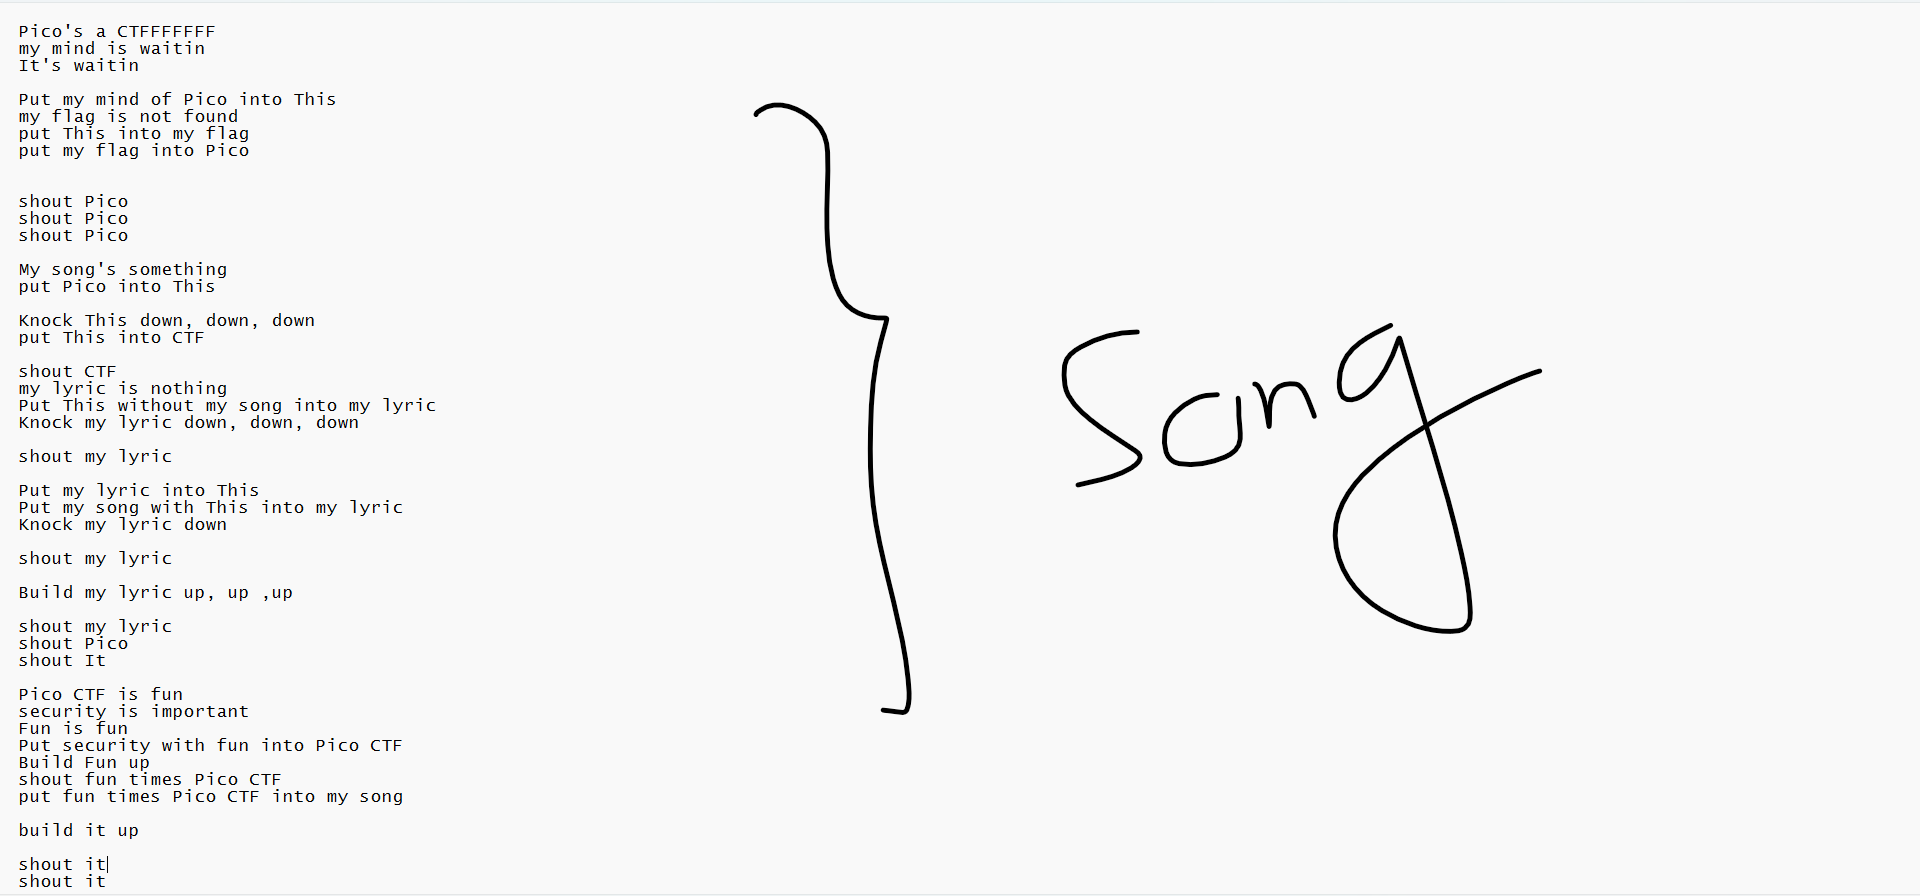 Pico's a CTFFFFFFF
my mind is waitin
It's waitin
Put my mind of Pico into This
my flag is not found
put This into my flag
put my flag into Pico
shout Pico
shout Pico
shout Pico
My song's something
put Pico into This
Knock This down, down, down
put This into CTF
shout CTF
my lyric is nothing
Put This without my song into my lyric
Knock my lyric down, down, down
shout my lyric
Put my lyric into This
Put my song with This into my lyric
Knock my lyric down
shout my lyric
Build my lyric up, up ,up
shout my lyric
shout Pico
shout It
Pico CTF is fun
security is important
Fun is fun
Put security with fun into Pico CTF
Build Fun up
shout fun times Pico CTF
put fun times Pico CTF into my song
build it up
shout it
shout it
Song